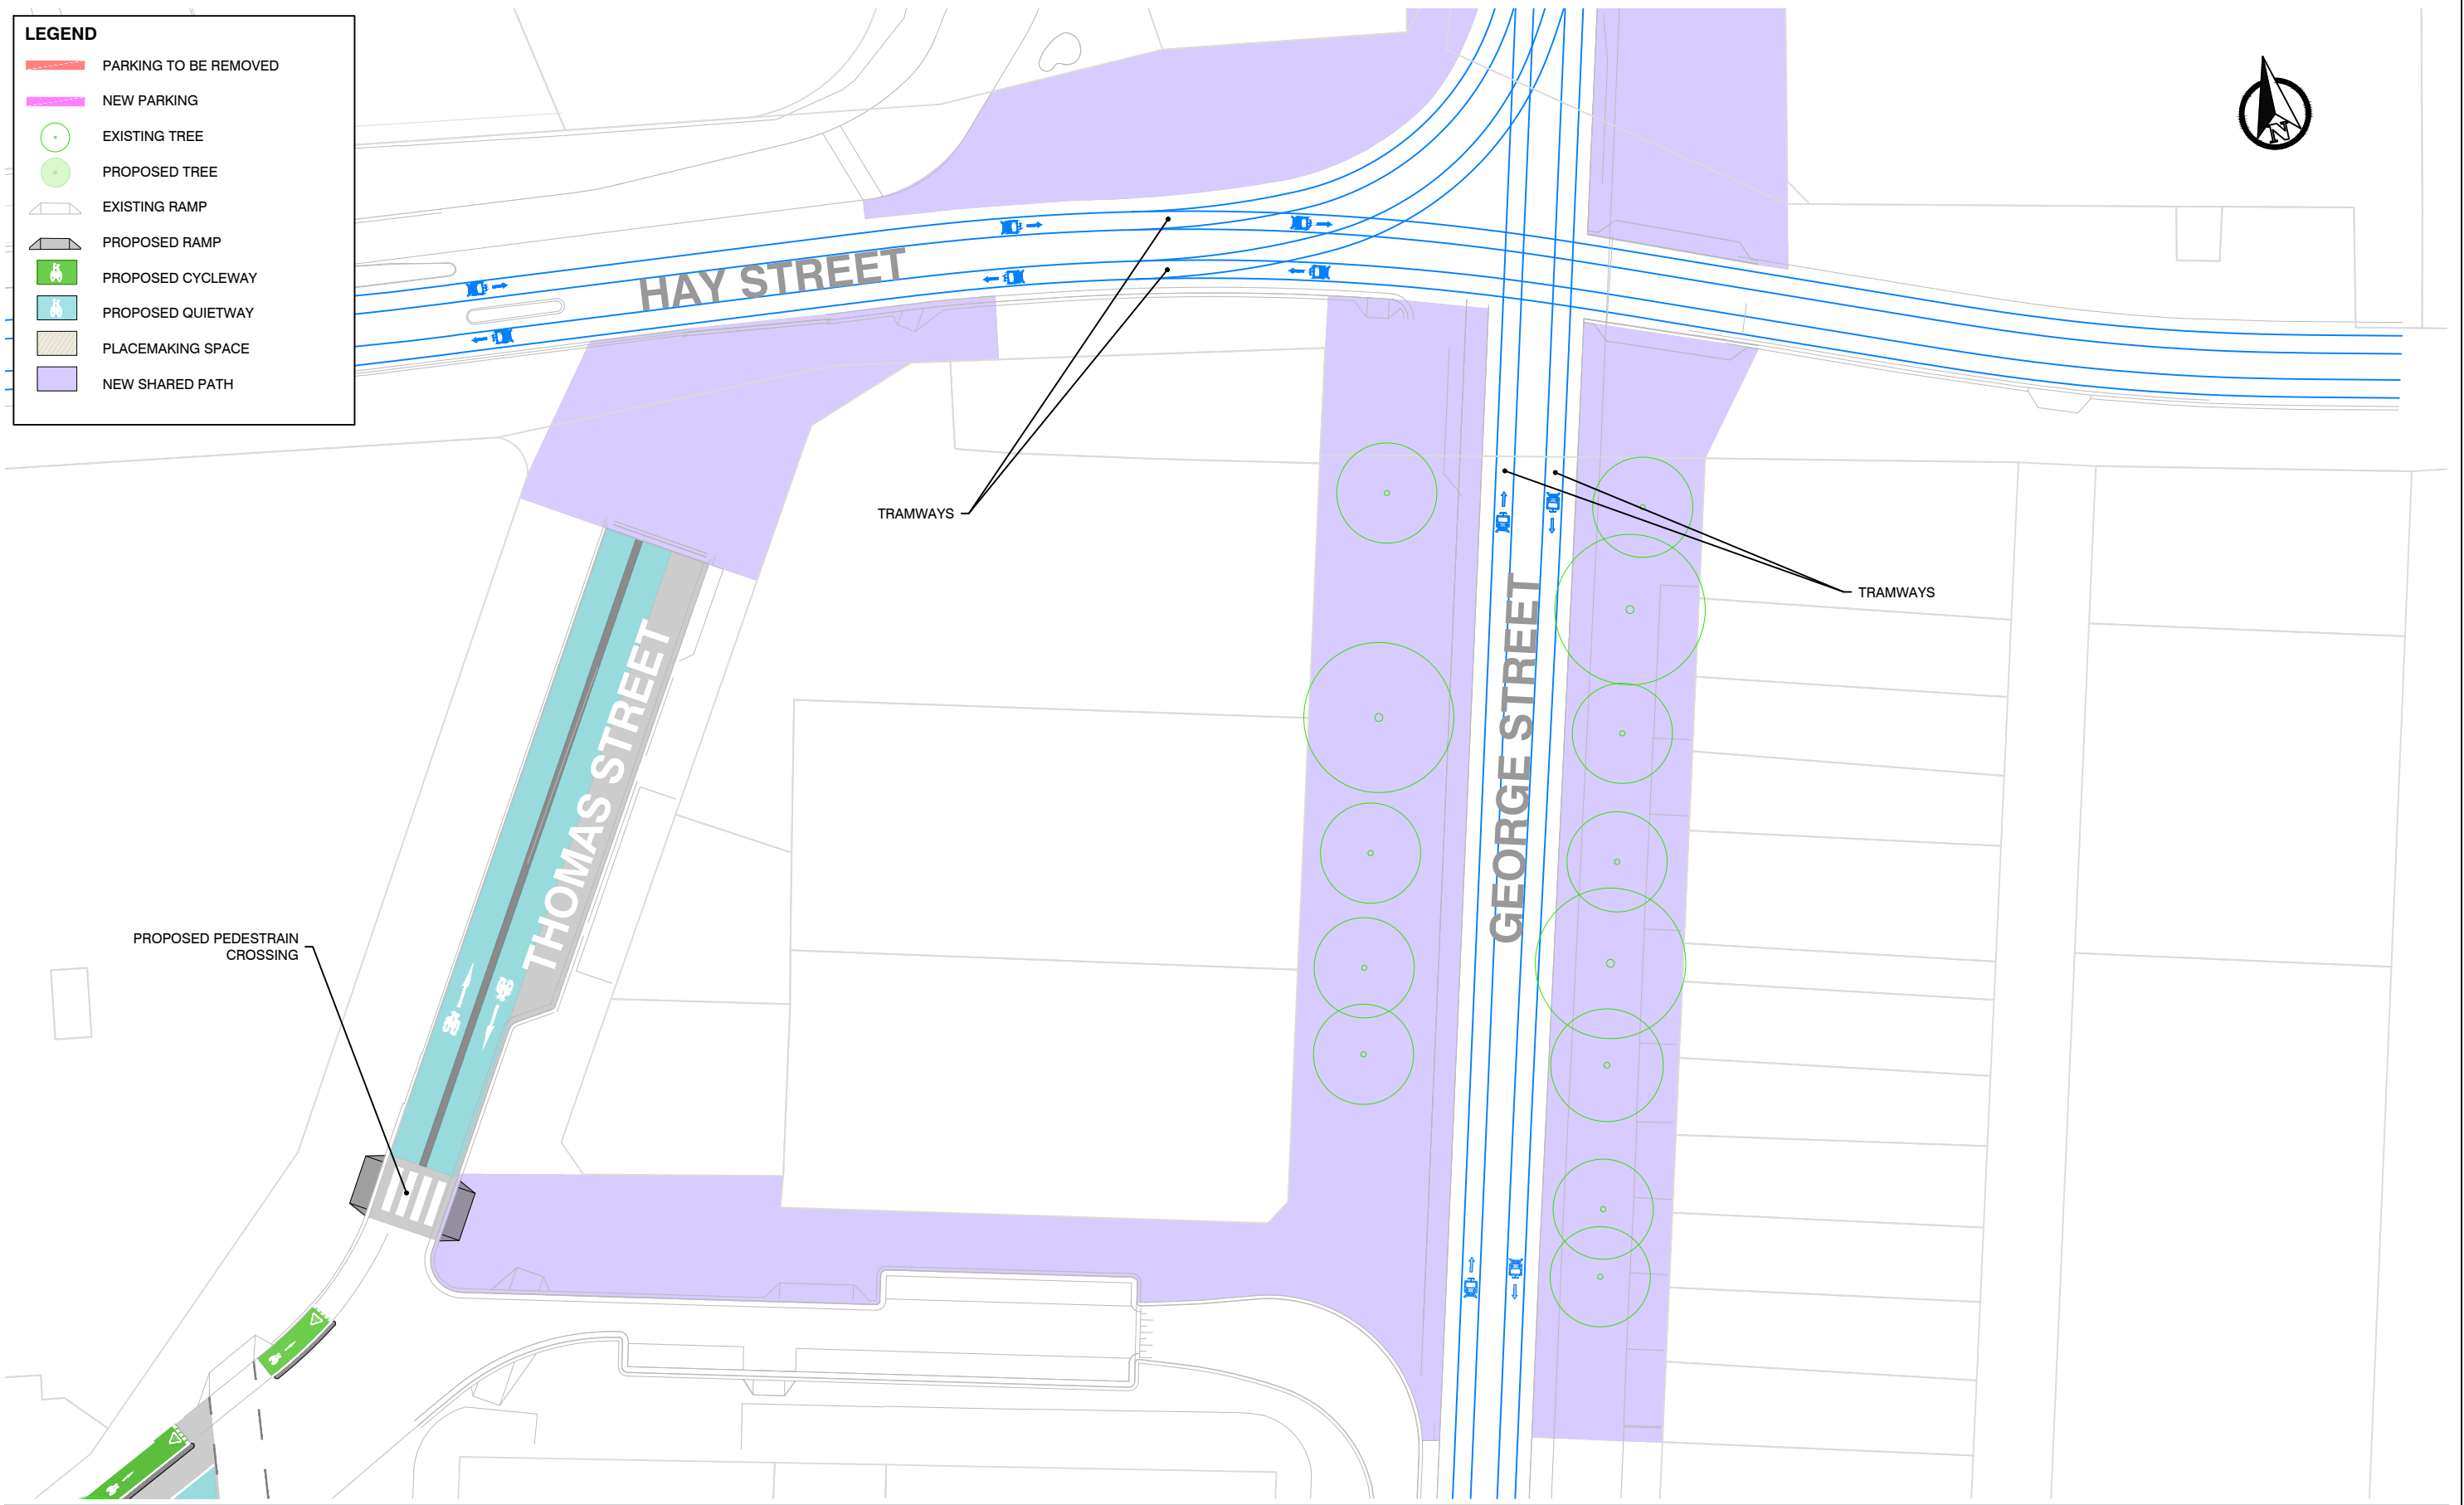 LEGEND
PARKING TO BE REMOVED
NEW PARKING
EXISTING TREE
PROPOSED TREE
EXISTING RAMP
PROPOSED RAMP
PROPOSED CYCLEWAY
PROPOSED QUIETWAY
PLACEMAKING SPACE
NEW SHARED PATH
N
HAY STREET
TRAMWAYS
TRAMWAYS
THOMAS STREET
GEORGE STREET
PROPOSED PEDESTRAIN
CROSSING